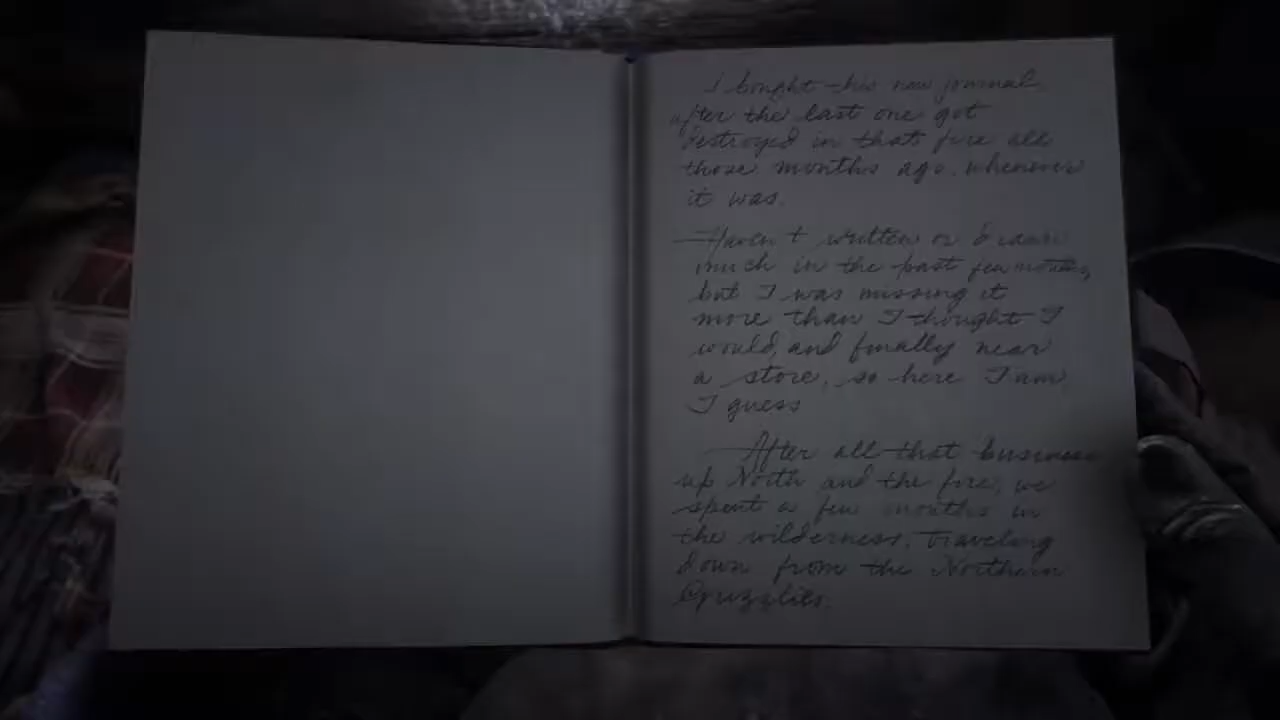 I bought this new journal,
after the last one got
destroyed in that fire all
those months ago, whenever
it was.
Haven't written or drawn
much in the past few months,
but I was missing it
more than I thought I
would, and finally near
a store, so here I am,
I guess
After all that business
up North and the fire, we
spent a few months in
the wilderness, traveling
down from the Northern
Grizzlies.